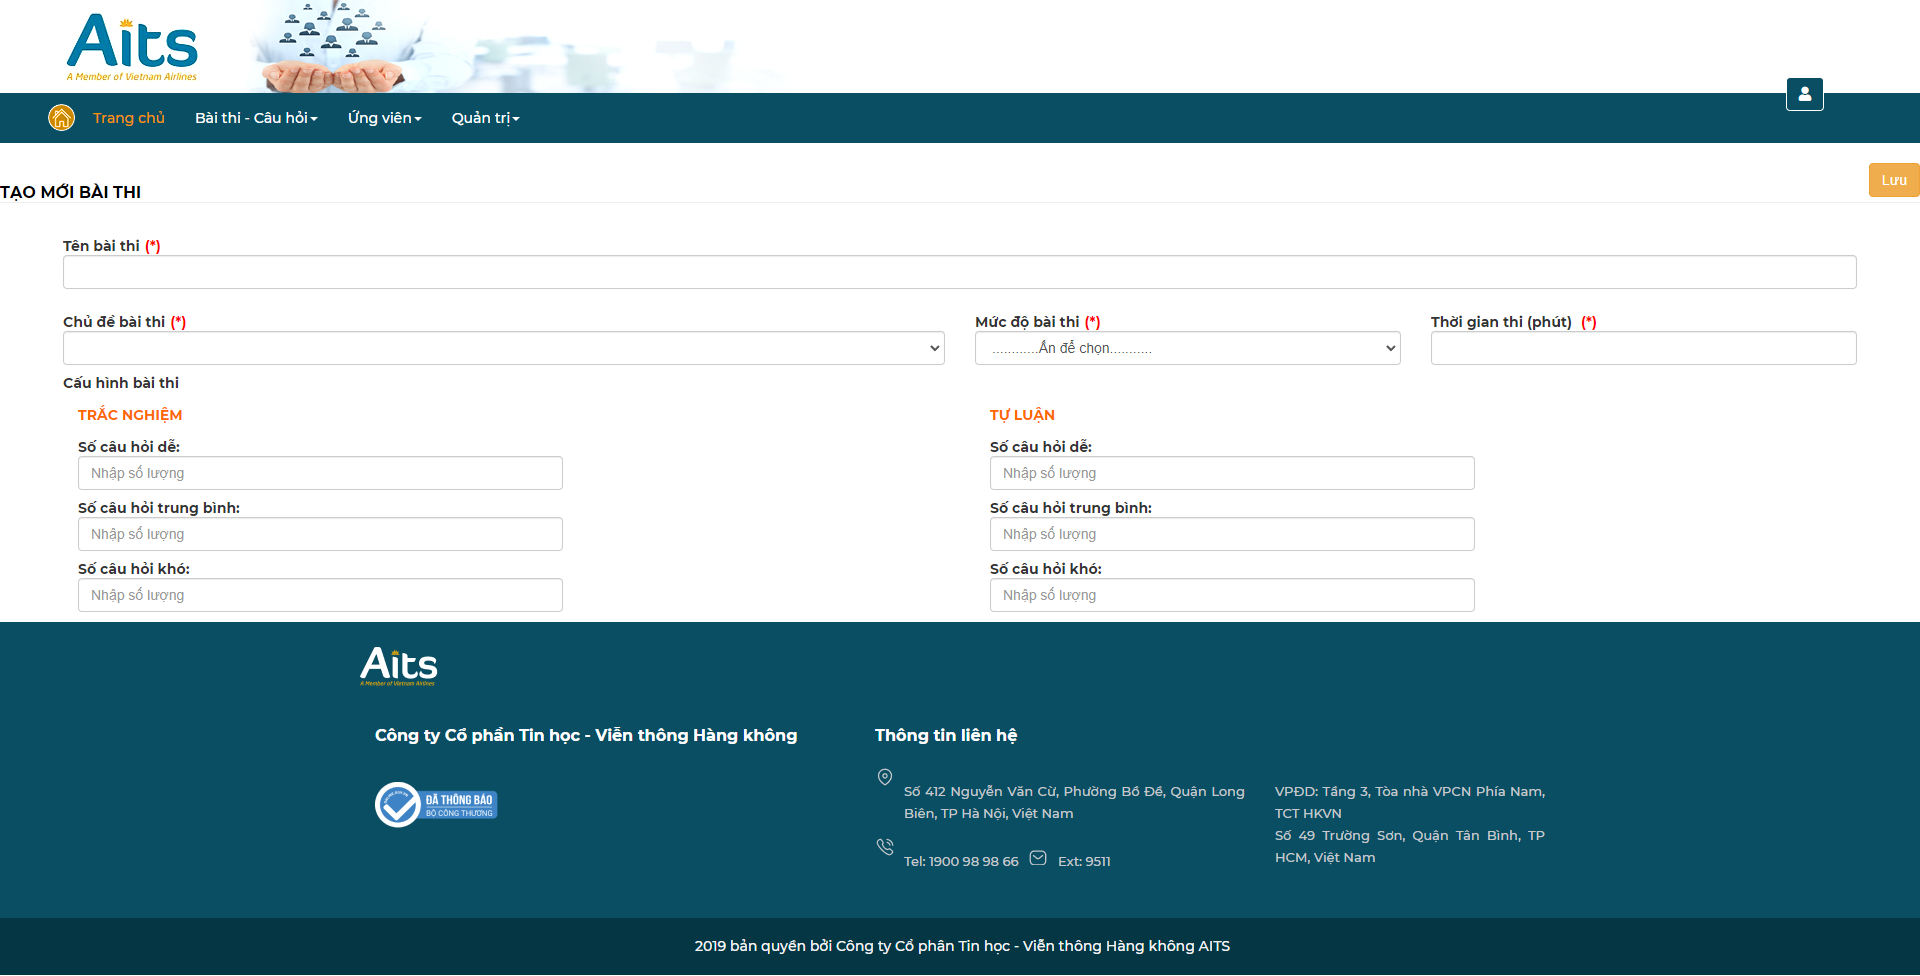 Aits
A Member of Vietnam Airlines
Trang chủ
Bài thi - Câu hỏi
Ứng viên
Quản trị
Lưu
TẠO MỚI BÀI THI
Tên bài thi (*)
Chủ đề bài thi (*)
Mức độ bài thi (*)
Thời gian thi (phút) (*)
............Ấn để chọn...........
Cấu hình bài thi
TRẮC NGHIỆM
Số câu hỏi dễ:
Nhập số lượng
Số câu hỏi trung bình:
Nhập số lượng
Số câu hỏi khó:
Nhập số lượng
TỰ LUẬN
Số câu hỏi dễ:
Nhập số lượng
Số câu hỏi trung bình:
Nhập số lượng
Số câu hỏi khó:
Nhập số lượng
Aits
A Member of Vietnam Airlines
Công ty Cổ phần Tin học - Viễn thông Hàng không
ĐÃ THÔNG BÁO
BỘ CÔNG THƯƠNG
Thông tin liên hệ
Số 412 Nguyễn Văn Cừ, Phường Bồ Đề, Quận Long
Biên, TP Hà Nội, Việt Nam
Tel: 1900 98 98 66
Ext: 9511
VPĐD: Tầng 3, Tòa nhà VPCN Phía Nam,
TCT HKVN
Số 49 Trường Sơn, Quận Tân Bình, TP
HCM, Việt Nam
2019 bản quyền bởi Công ty Cổ phân Tin học - Viễn thông Hàng không AITS